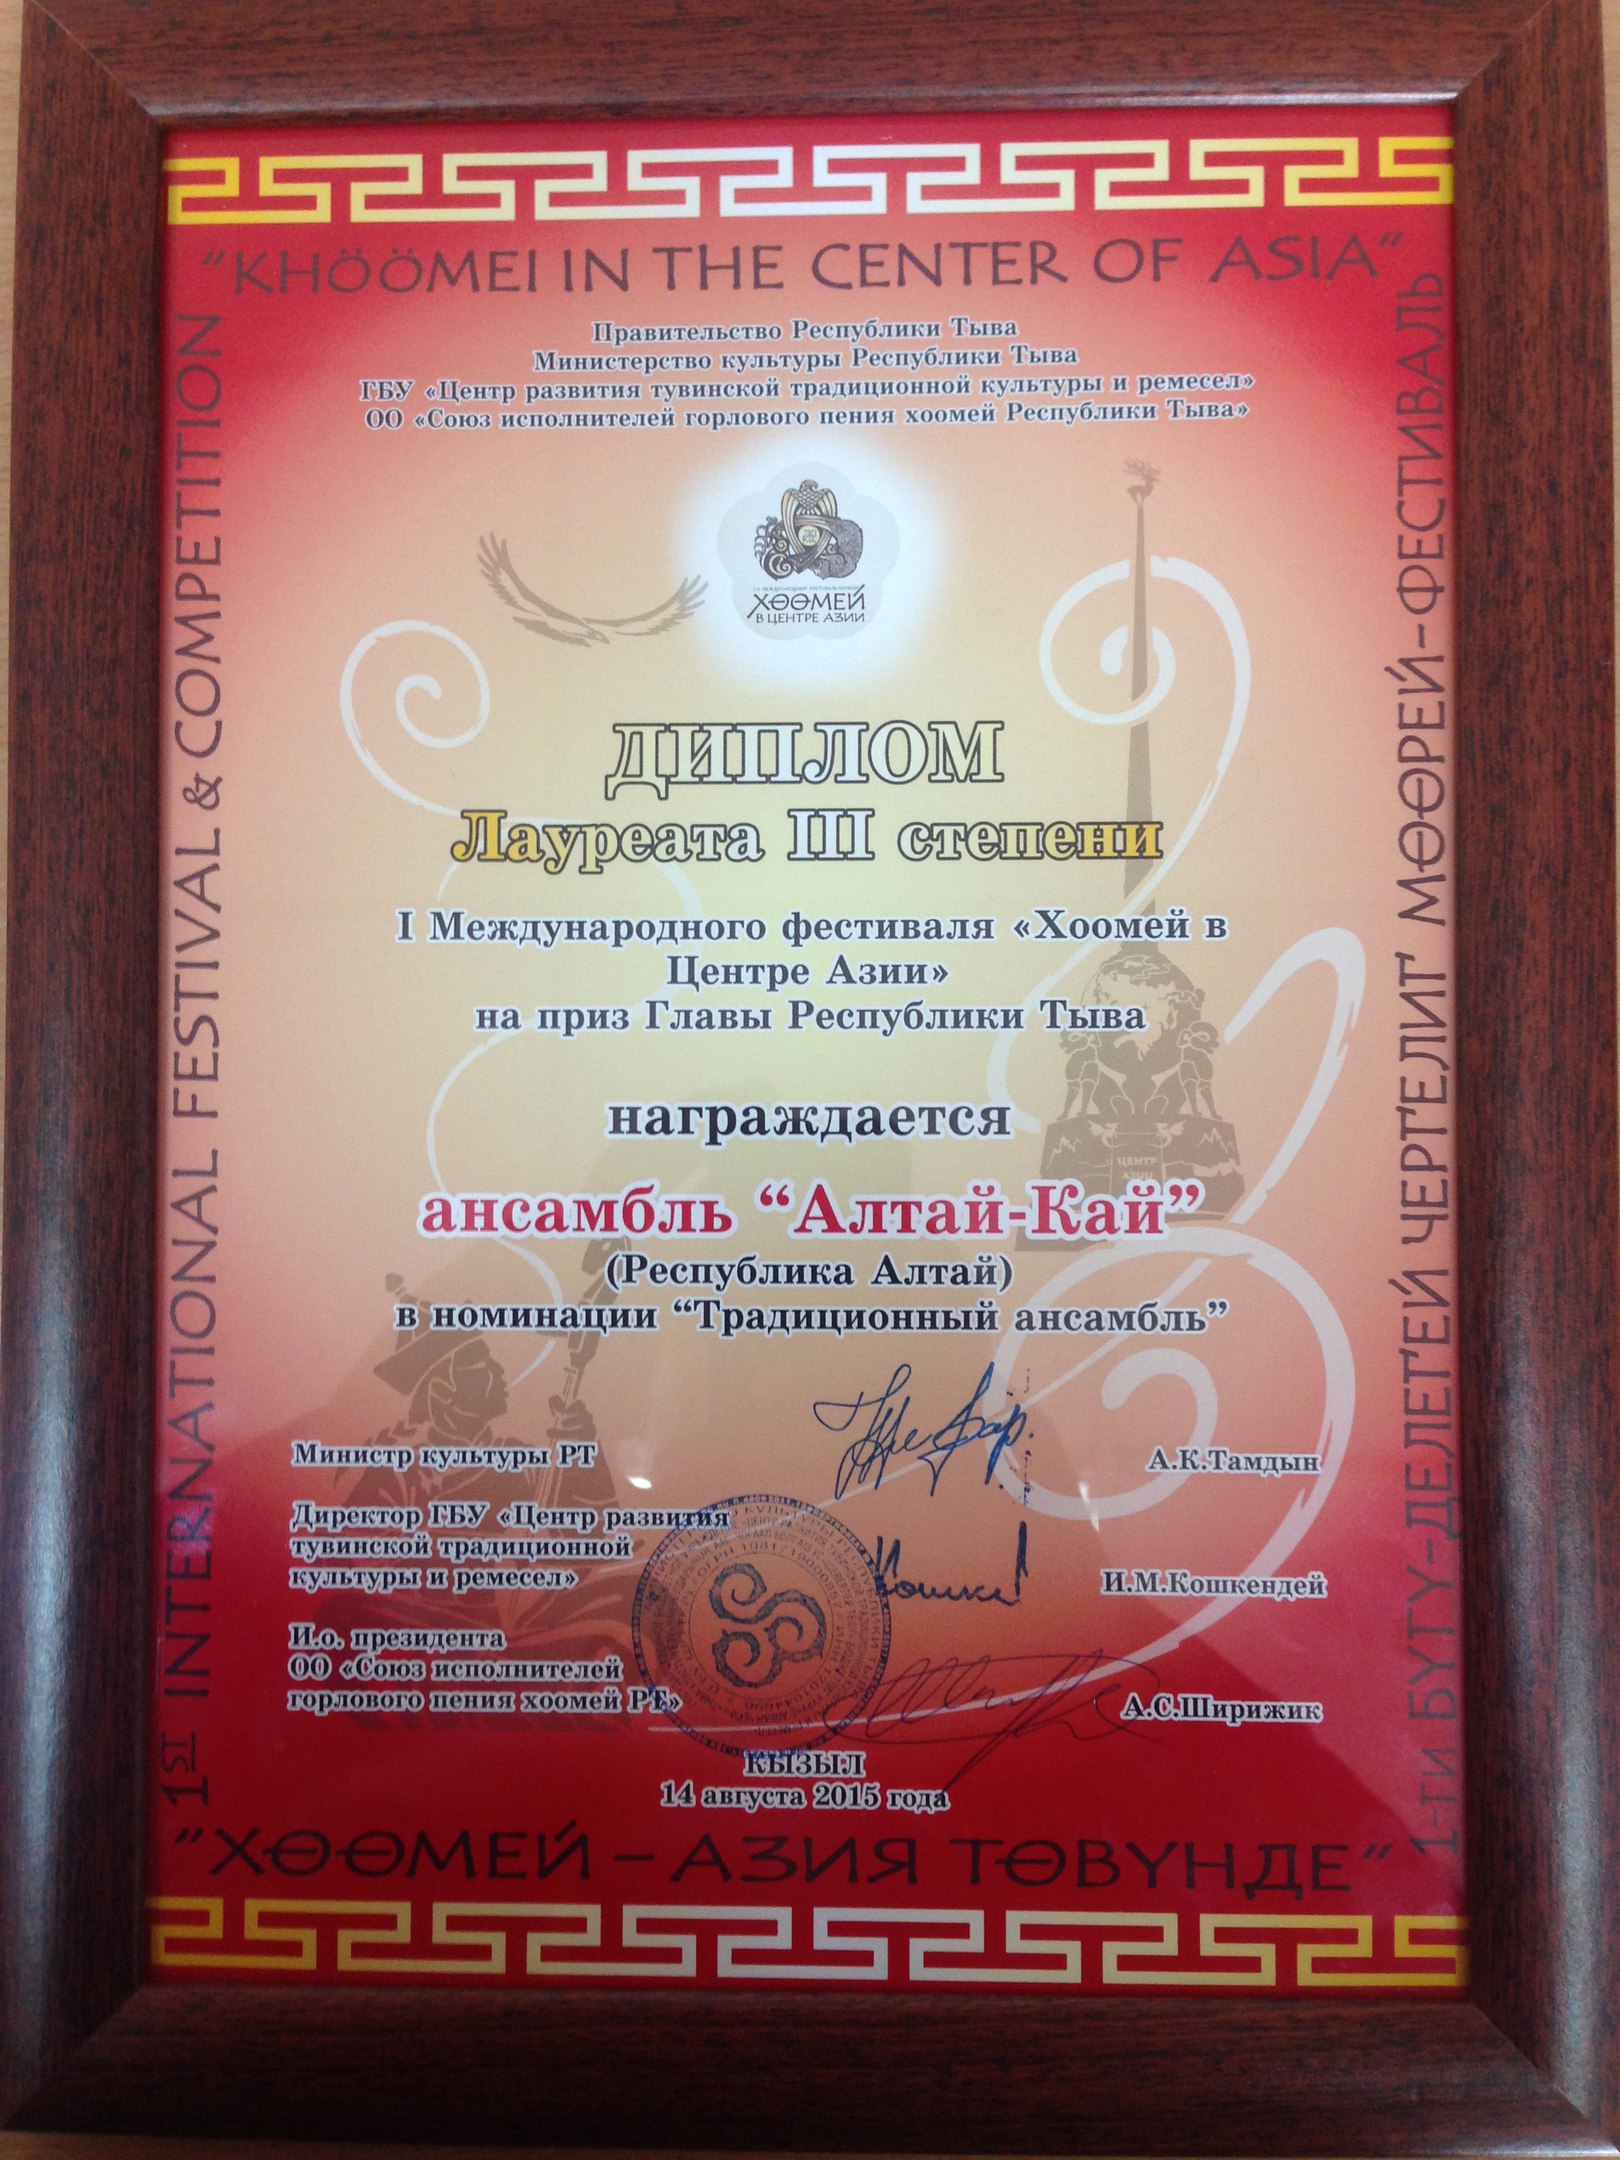 "KHÖÖMEI IN THE CENTER OF ASIA"
1ST INTERNATIONAL FESTIVAL & COMPETITION
1-ГИ БҮГҮ-ДЕЛЕГЕЙ ЧЕРГЕЛИГ МӨӨРЕЙ-ФЕСТИВАЛЬ
Правительство Республики Тыва
Министерство культуры Республики Тыва
ГБУ «Центр развития тувинской традиционной культуры и ремесел»
ОО «Союз исполнителей горлового пения хоомей Республики Тыва»
ХӨӨМЕЙ
В ЦЕНТРЕ АЗИИ
ДИПЛОМ
Лауреата III степени
I Международного фестиваля «Хоомей в
Центре Азии»
на приз Главы Республики Тыва
награждается
ЦЕНТР
АЗИИ
ансамбль “Алтай-Кай”
(Республика Алтай)
в номинации “Традиционный ансамбль”
Министр культуры РТ
А.К.Тамдын
Директор ГБУ «Центр развития
тувинской традиционной
культуры и ремесел»
И.М.Кошкендей
И.о. президента
ОО «Союз исполнителей
горлового пения хоомей РТ»
А.С.Ширижик
КЫЗЫЛ
14 августа 2015 года
"ХӨӨМЕЙ – АЗИЯ ТӨВҮНДЕ"